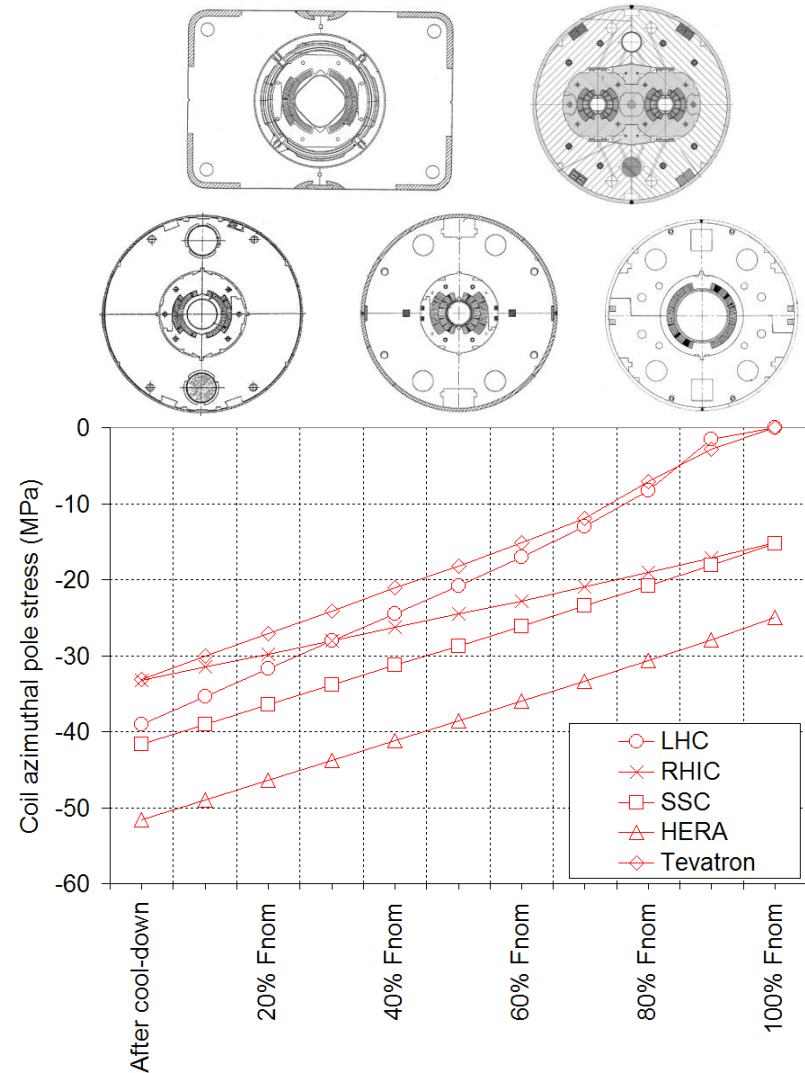 0
-10
-20
-30
-40
-50
-60
Coil azimuthal pole stress (MPa)
LHC
RHIC
SSC
HERA
Tevatron
After cool-down
20% Fnom
40% Fnom
60% Fnom
80% Fnom
100% Fnom